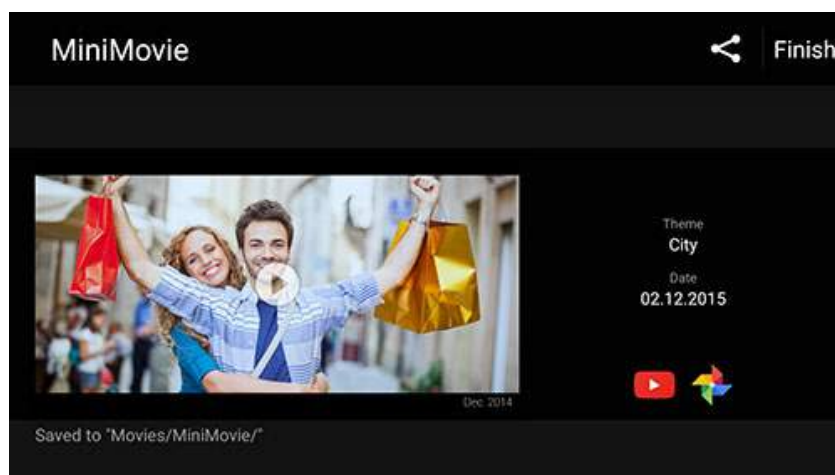 MiniMovie
Finish
Theme
City
Date
02.12.2015
Dec 2014
Saved to "Movies/MiniMovie/"